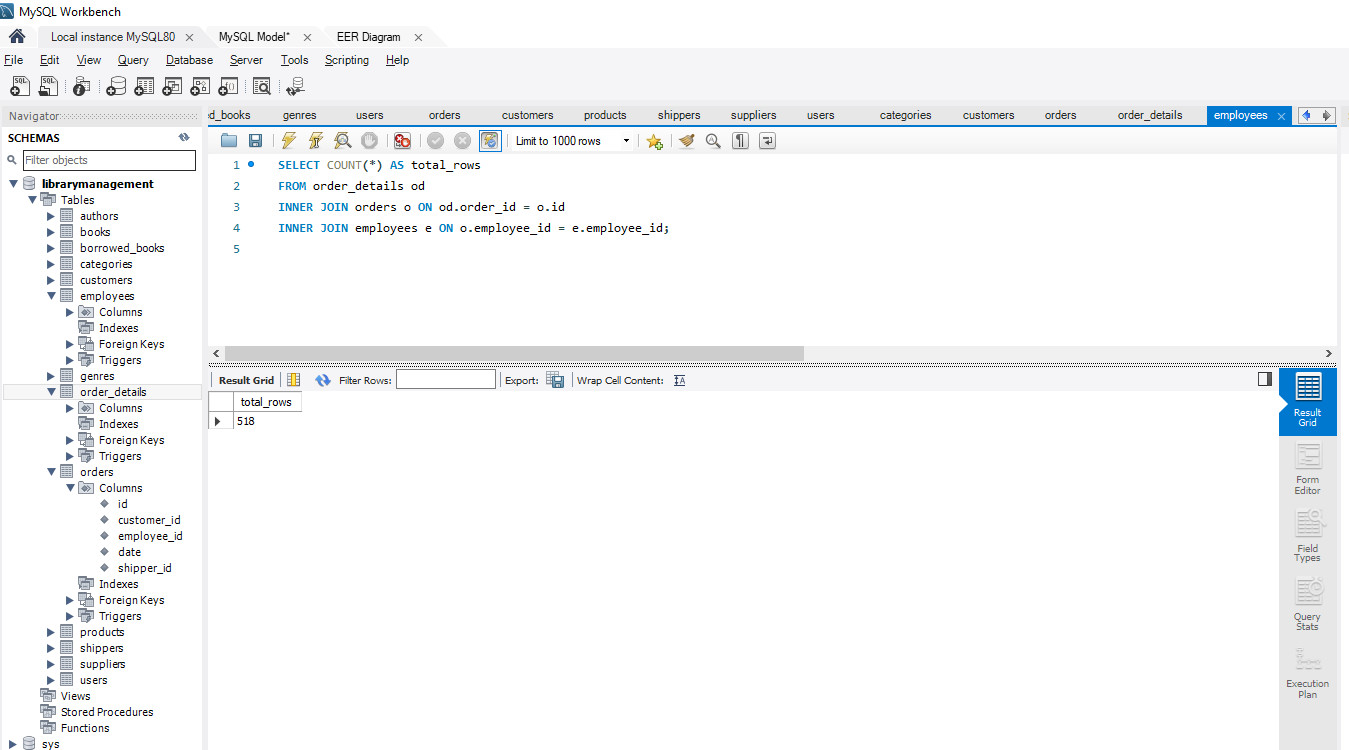 MySQL Workbench
Local instance MySQL80 MySQL Model* EER Diagram
File Edit View Query Database Server Tools Scripting Help
SQL SQL
Navigator
SCHEMAS
Filter objects
librarymanagement
Tables
authors
books
borrowed_books
categories
customers
employees
Columns
Indexes
Foreign Keys
Triggers
genres
order_details
Columns
Indexes
Foreign Keys
Triggers
orders
Columns
id
customer_id
employee_id
date
shipper_id
Indexes
Foreign Keys
Triggers
products
shippers
suppliers
users
Views
Stored Procedures
Functions
sys
ed_books genres users orders customers products shippers suppliers users categories customers orders order_details employees
Limit to 1000 rows
1 SELECT COUNT(*) AS total_rows
2 FROM order_details od
3 INNER JOIN orders o ON od.order_id = o.id
4 INNER JOIN employees e ON o.employee_id = e.employee_id;
5
Result Grid Filter Rows: Export: Wrap Cell Content: IA
total_rows
518
Result
Grid
Form
Editor
Field
Types
Query
Stats
Execution
Plan